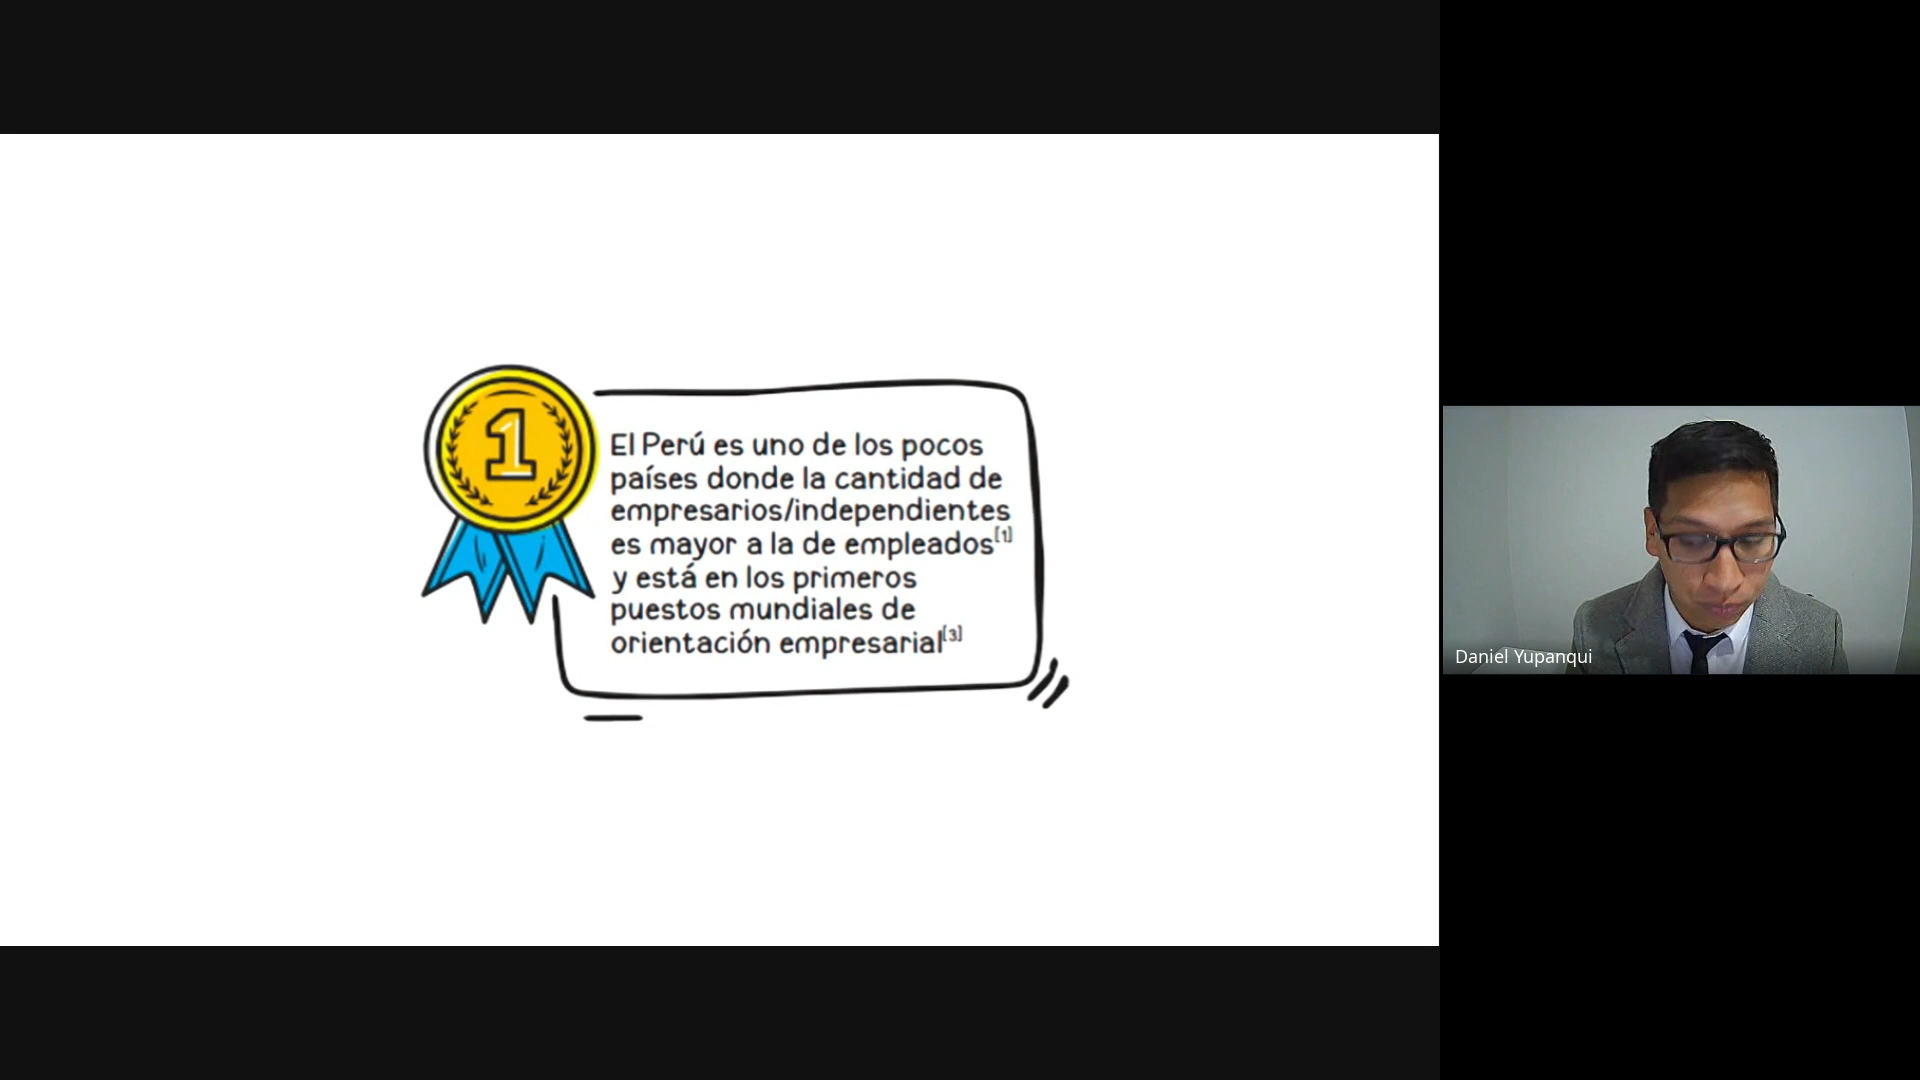 1
El Perú es uno de los pocos
países donde la cantidad de
empresarios/independientes
es mayor a la de empleados[1]
y está en los primeros
puestos mundiales de
orientación empresarial[3]
Daniel Yupanqui